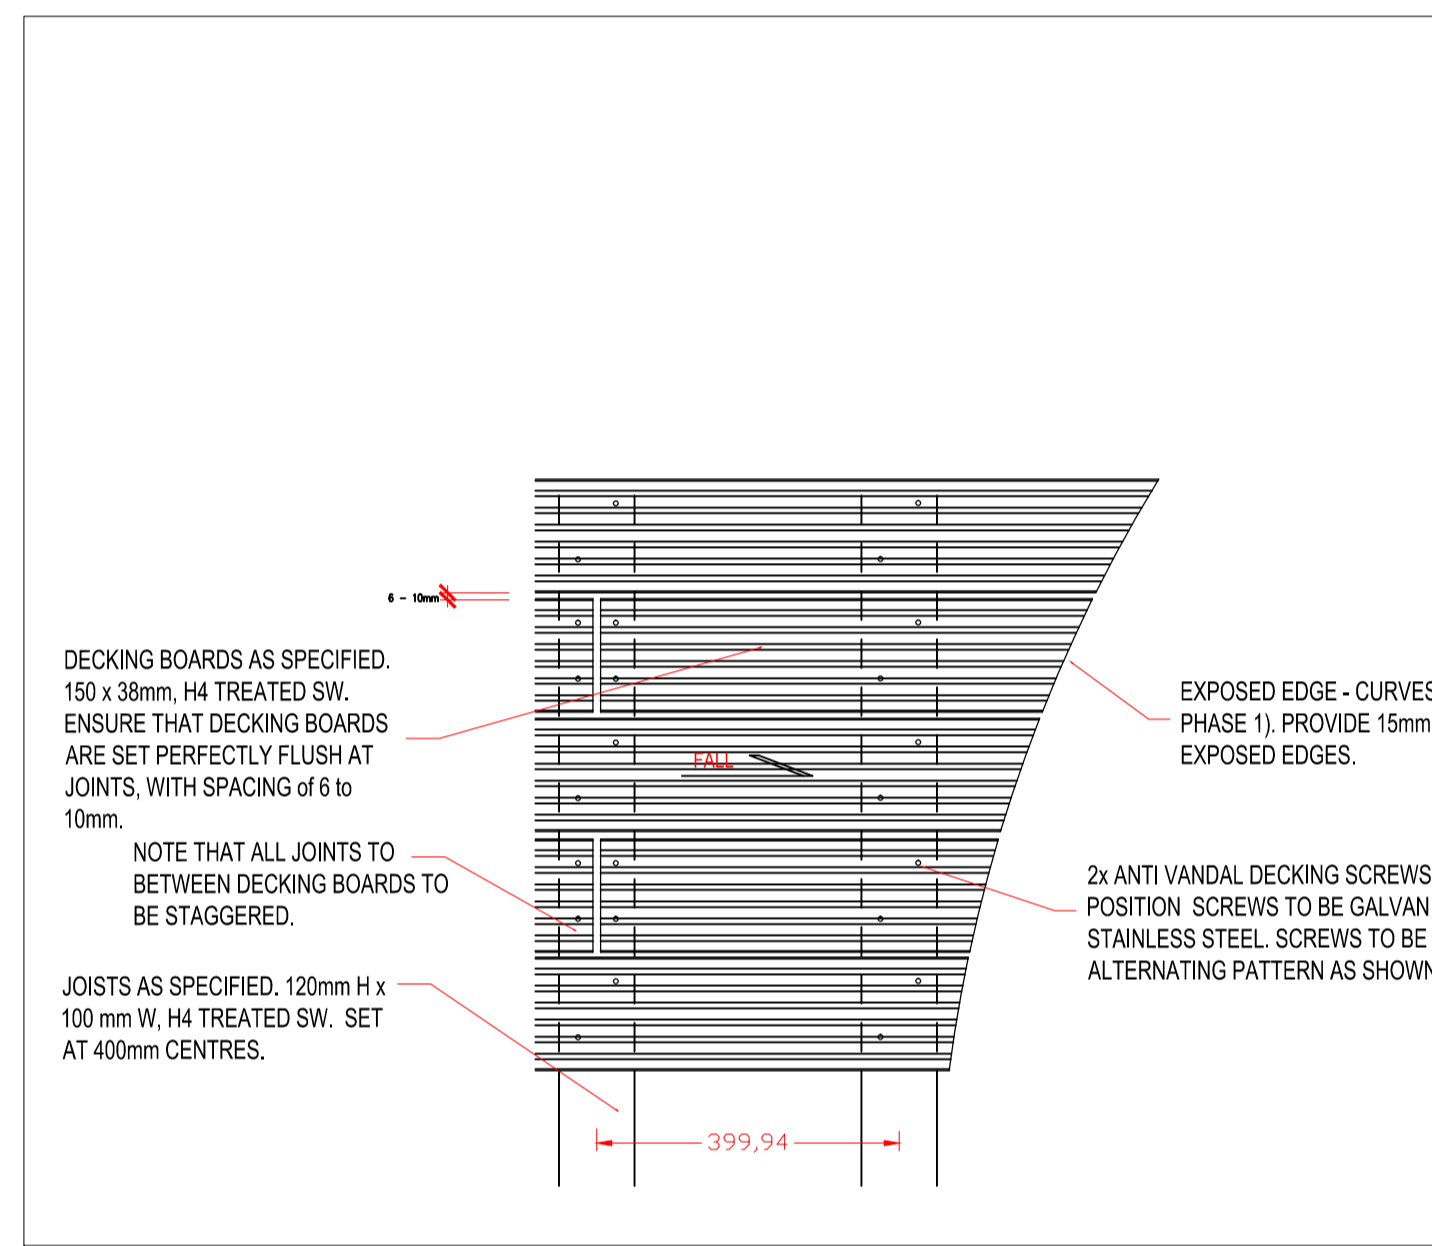 6 - 10mm
DECKING BOARDS AS SPECIFIED.
150 x 38mm, H4 TREATED SW.
ENSURE THAT DECKING BOARDS
ARE SET PERFECTLY FLUSH AT
JOINTS, WITH SPACING of 6 to
10mm.
NOTE THAT ALL JOINTS TO
BETWEEN DECKING BOARDS TO
BE STAGGERED.
JOISTS AS SPECIFIED. 120mm H x
100 mm W, H4 TREATED SW. SET
AT 400mm CENTRES.
FALL
399,94
EXPOSED EDGE - CURVES
PHASE 1). PROVIDE 15mm
EXPOSED EDGES.
2x ANTI VANDAL DECKING SCREWS
POSITION SCREWS TO BE GALVAN
STAINLESS STEEL. SCREWS TO BE
ALTERNATING PATTERN AS SHOWN